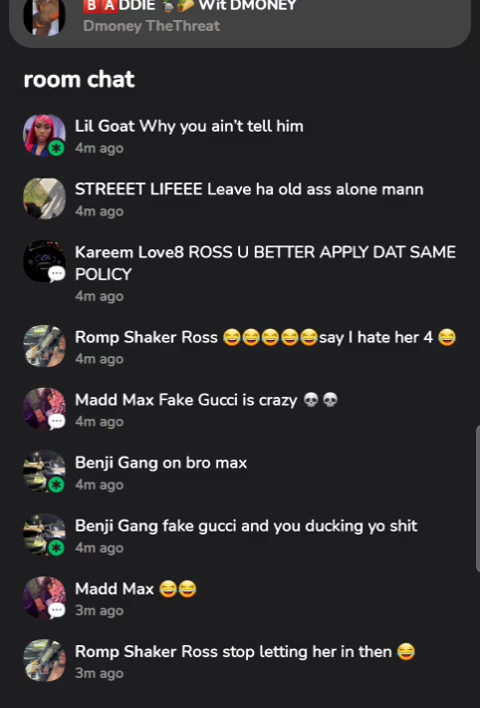 🅱️🅰️DDIE 🌮 Wit DMONEY
Dmoney TheThreat
room chat
Lil Goat Why you ain't tell him
4m ago
STREEET LIFEEE Leave ha old ass alone mann
4m ago
Kareem Love8 ROSS U BETTER APPLY DAT SAME
POLICY
4m ago
Romp Shaker Ross 😂😂😂😂😂say I hate her 4 😂
4m ago
Madd Max Fake Gucci is crazy 💀💀
4m ago
Benji Gang on bro max
4m ago
Benji Gang fake gucci and you ducking yo shit
4m ago
Madd Max 😂😂
3m ago
Romp Shaker Ross stop letting her in then 😂
3m ago